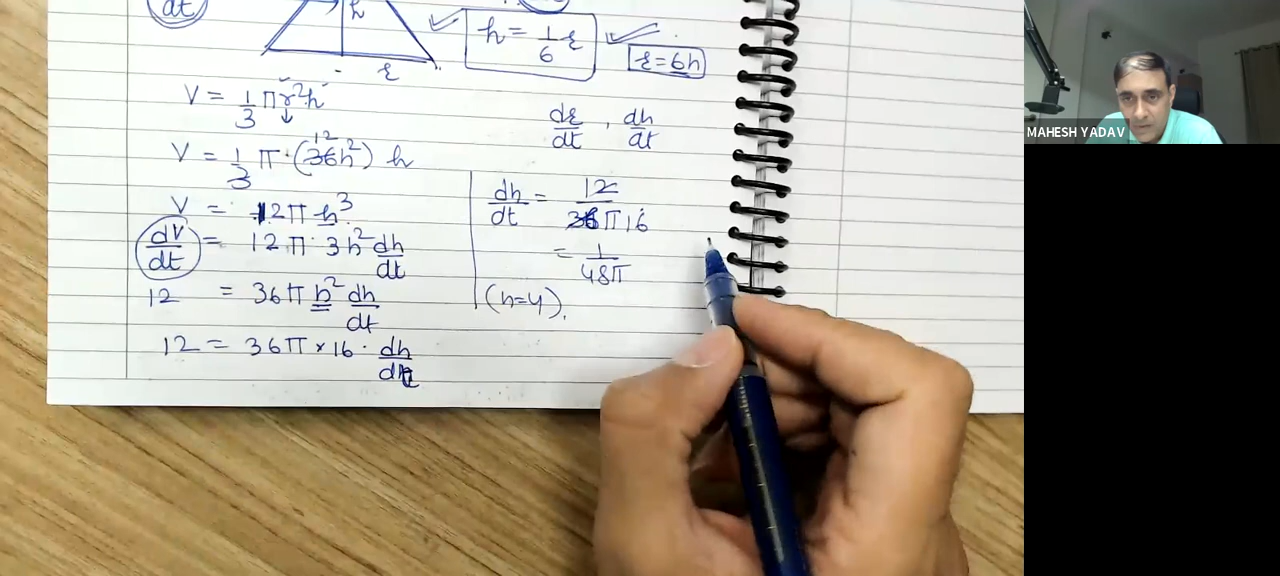 dt
h
h = 1/6 r
r = 6h
r
V = 1/3 πr²h
dr/dt , dh/dt
V = 1/3 π · (36h²) h
12
V = 12π h³
dV/dt = 12π · 3h² dh/dt
12 = 36π h² dh/dt
12 = 36π × 16 · dh/dt
dh/dt = 12/36π16
= 1/48π
(h=4).
MAHESH YADAV